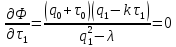 ∂Φ/∂τ₁ = ((q₀+τ₀)(q₁−kτ₁))/(q₁²−λ) = 0